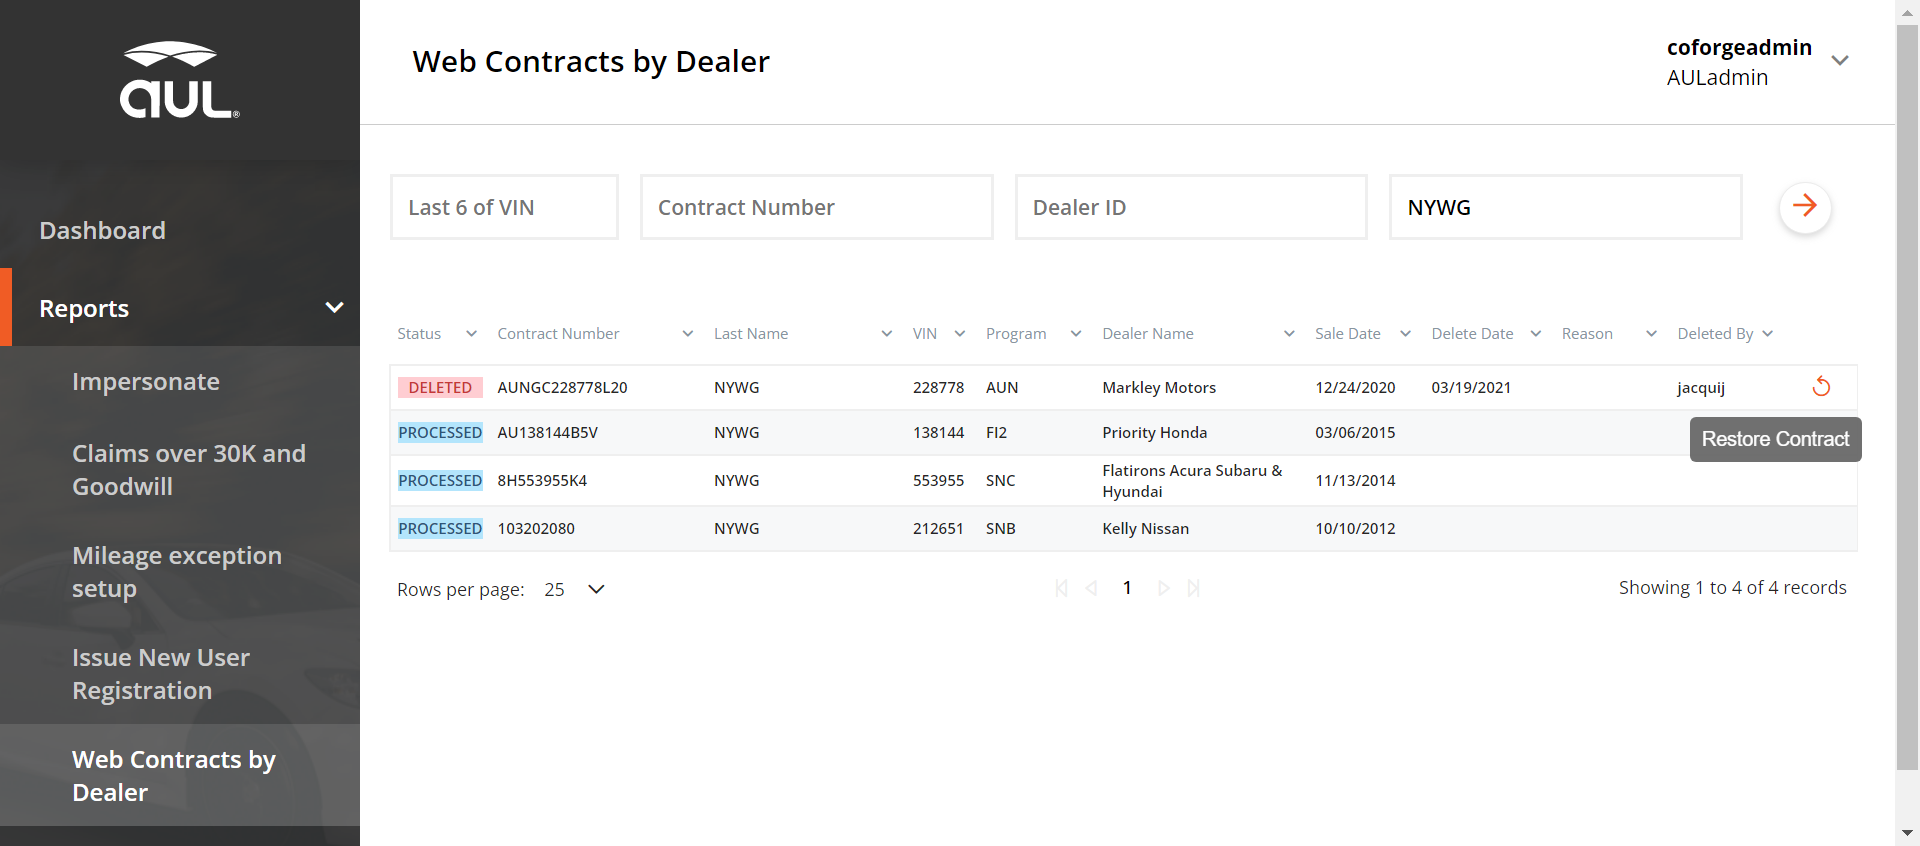 aUL®
Web Contracts by Dealer
coforgeadmin
AULadmin
Dashboard
Reports
Impersonate
Claims over 30K and
Goodwill
Mileage exception
setup
Issue New User
Registration
Web Contracts by
Dealer
Last 6 of VIN Contract Number Dealer ID NYWG
Status Contract Number Last Name VIN Program Dealer Name Sale Date Delete Date Reason Deleted By
DELETED AUNGC228778L20 NYWG 228778 AUN Markley Motors 12/24/2020 03/19/2021 jacquij
PROCESSED AU138144B5V NYWG 138144 FI2 Priority Honda 03/06/2015
Restore Contract
PROCESSED 8H553955K4 NYWG 553955 SNC Flatirons Acura Subaru & 11/13/2014
Hyundai
PROCESSED 103202080 NYWG 212651 SNB Kelly Nissan 10/10/2012
Rows per page: 25 1 Showing 1 to 4 of 4 records